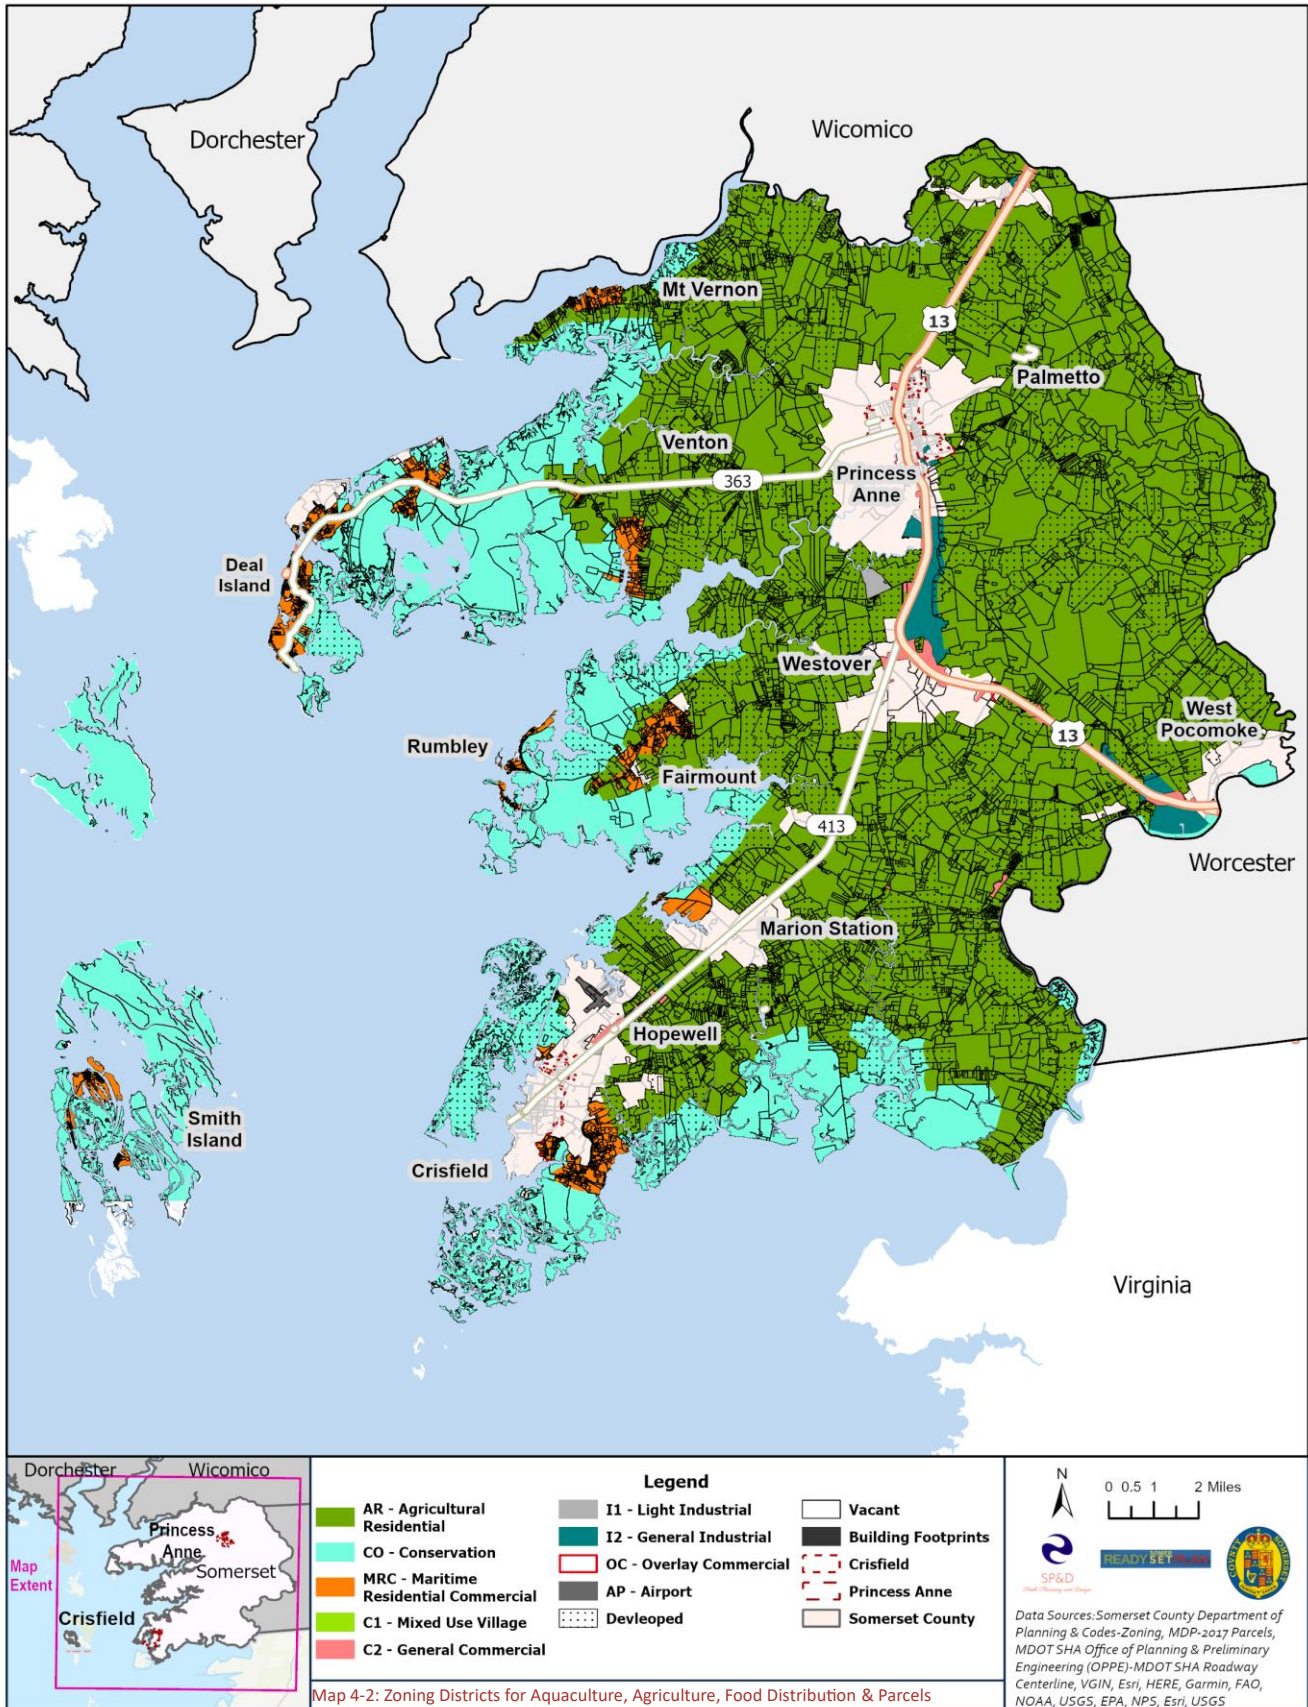 Dorchester
Wicomico
Mt Vernon
13
Palmetto
Venton
363
Princess
Anne
Deal
Island
Westover
West
Pocomoke
Rumbley
13
Fairmount
413
Worcester
Marion Station
Hopewell
Smith
Island
Crisfield
Virginia
Dorchester
Wicomico
Princess
Anne
Somerset
Map
Extent
Crisfield
Legend
AR - Agricultural
Residential
CO - Conservation
MRC - Maritime
Residential Commercial
C1 - Mixed Use Village
C2 - General Commercial
I1 - Light Industrial
I2 - General Industrial
OC - Overlay Commercial
AP - Airport
Devleoped
Vacant
Building Footprints
Crisfield
Princess Anne
Somerset County
Map 4-2: Zoning Districts for Aquaculture, Agriculture, Food Distribution & Parcels
N
0 0.5 1 2 Miles
SP&D
READY SET PLAN
Data Sources:Somerset County Department of
Planning & Codes-Zoning, MDP-2017 Parcels,
MDOT SHA Office of Planning & Preliminary
Engineering (OPPE)-MDOT SHA Roadway
Centerline, VGIN, Esri, HERE, Garmin, FAO,
NOAA, USGS, EPA, NPS, Esri, USGS